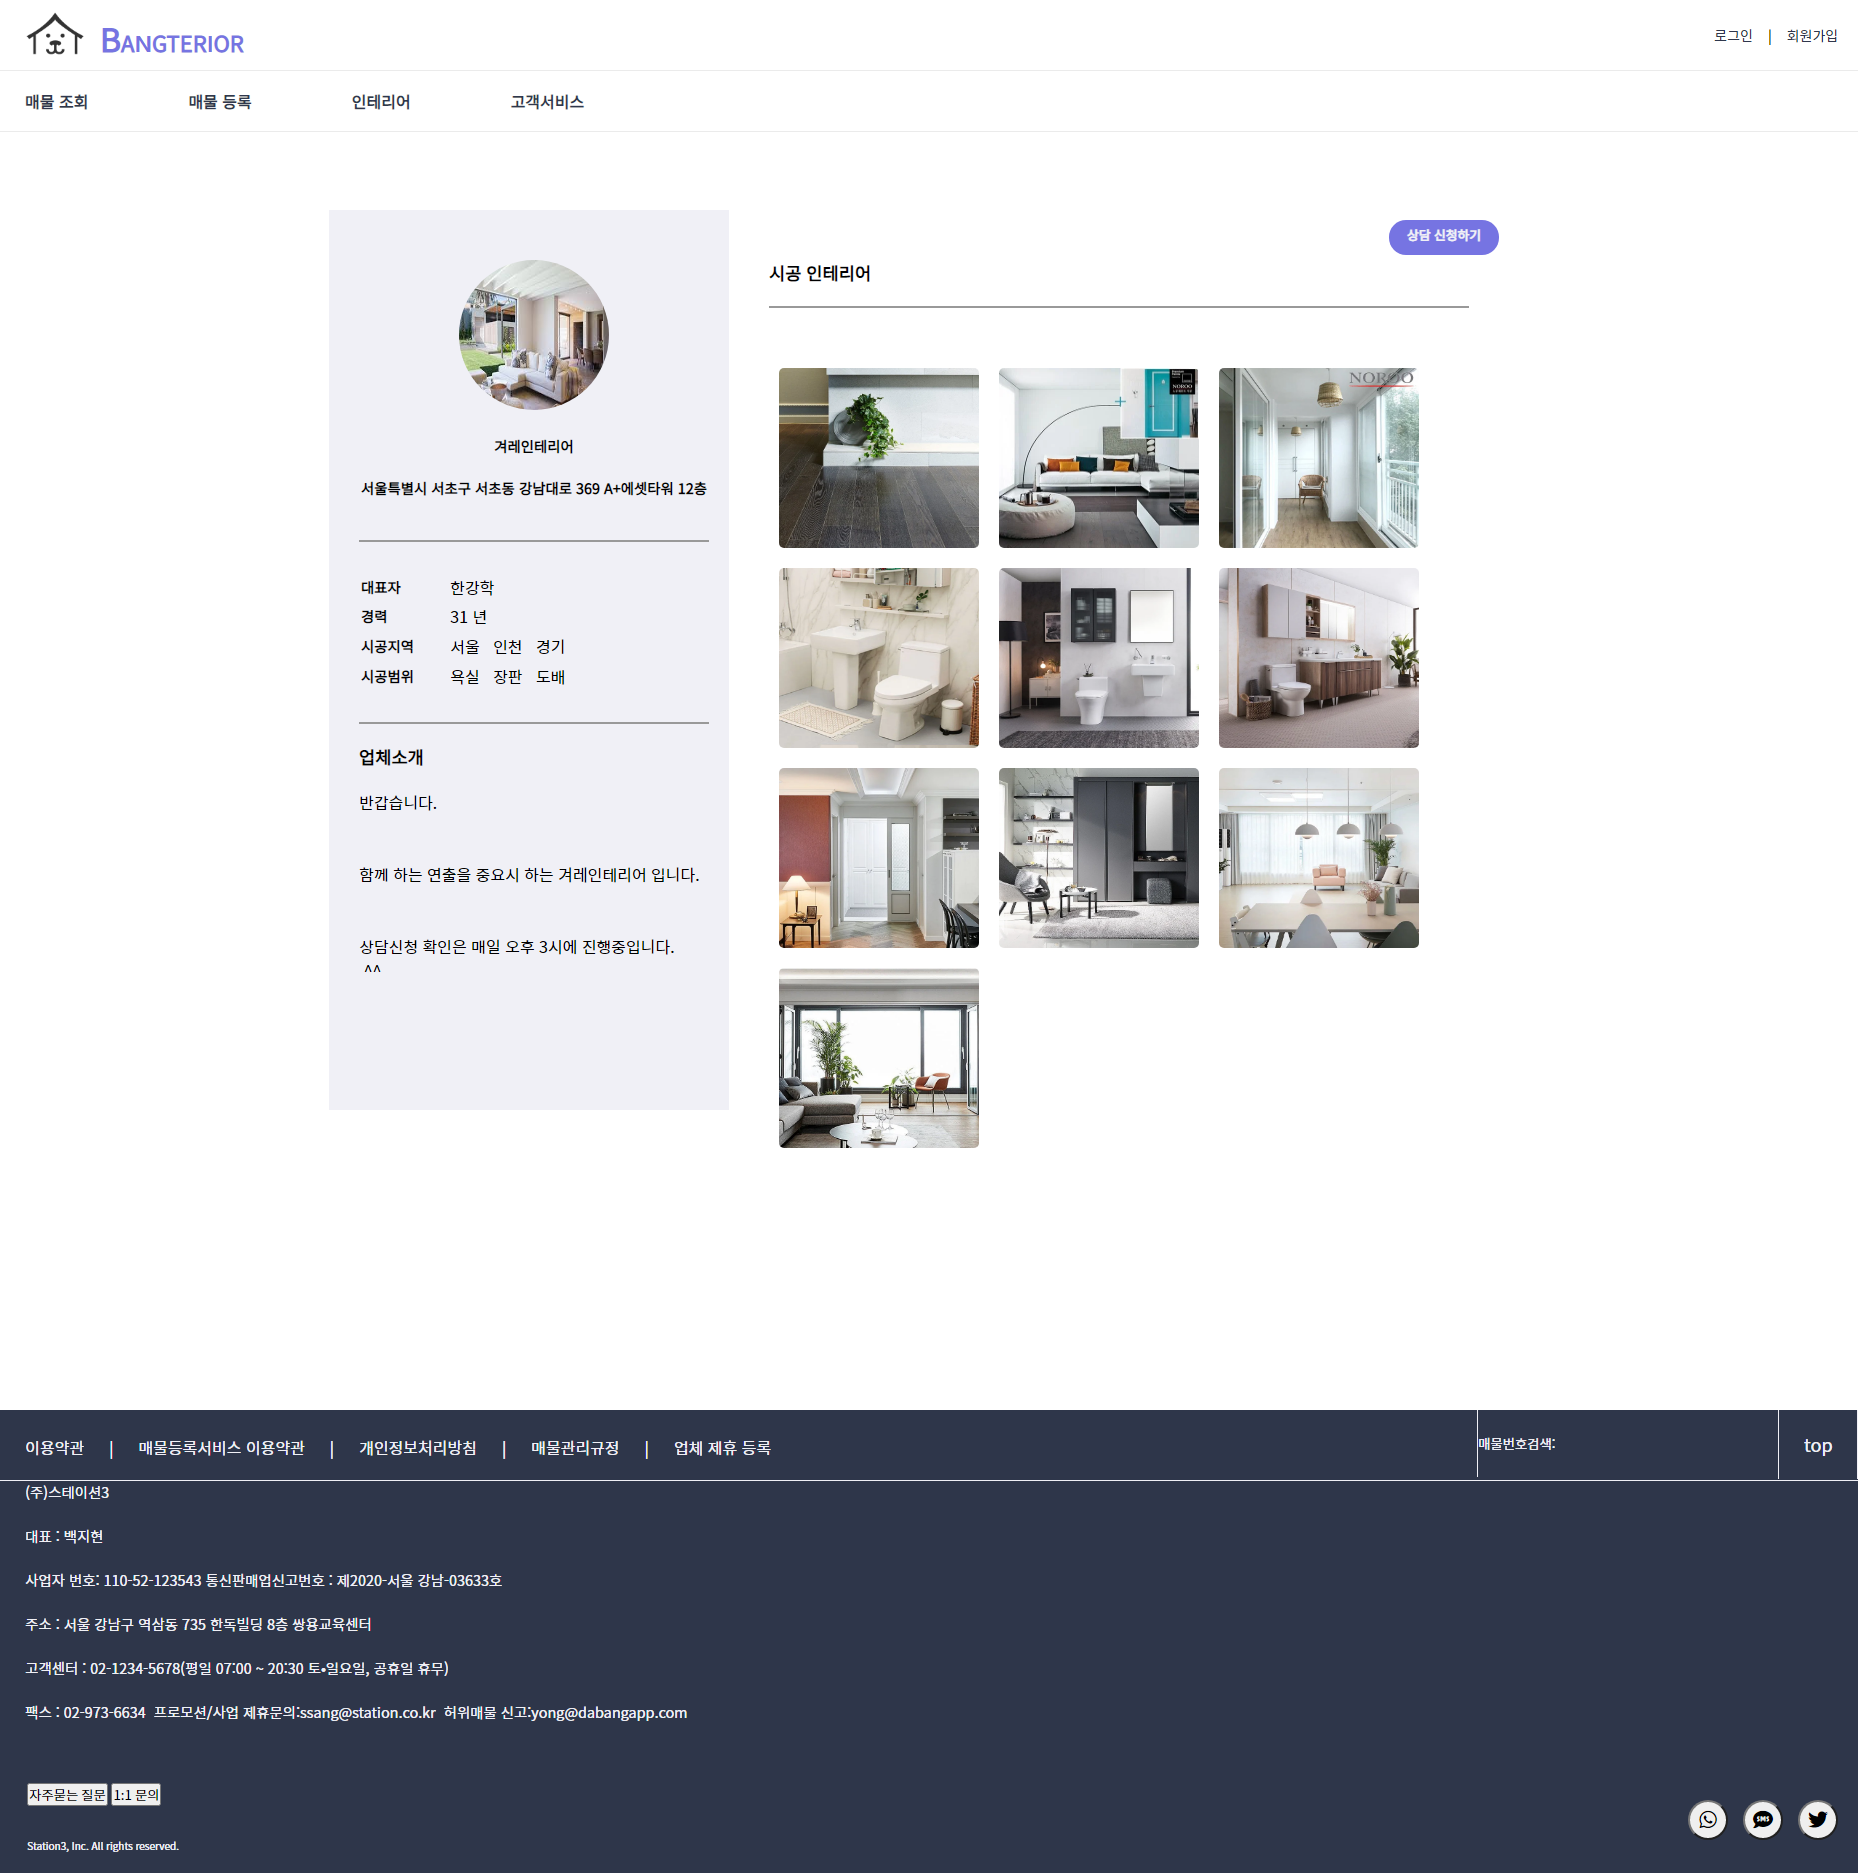 BANGTERIOR
로그인 | 회원가입
매물 조회 매물 등록 인테리어 고객서비스
상담 신청하기
시공 인테리어
NOROO
NOROO
겨레인테리어
서울특별시 서초구 서초동 강남대로 369 A+에셋타워 12층
대표자 한강학
경력 31 년
시공지역 서울 인천 경기
시공범위 욕실 장판 도배
업체소개
반갑습니다.
함께 하는 연출을 중요시 하는 겨레인테리어 입니다.
상담신청 확인은 매일 오후 3시에 진행중입니다.
^^
이용약관 | 매물등록서비스 이용약관 | 개인정보처리방침 | 매물관리규정 | 업체 제휴 등록
매물번호검색:
top
(주)스테이션3
대표 : 백지현
사업자 번호: 110-52-123543 통신판매업신고번호 : 제2020-서울 강남-03633호
주소 : 서울 강남구 역삼동 735 한독빌딩 8층 쌍용교육센터
고객센터 : 02-1234-5678(평일 07:00 ~ 20:30 토•일요일, 공휴일 휴무)
팩스 : 02-973-6634 프로모션/사업 제휴문의:ssang@station.co.kr 허위매물 신고:yong@dabangapp.com
자주묻는 질문 1:1 문의
SMS
Station3, Inc. All rights reserved.